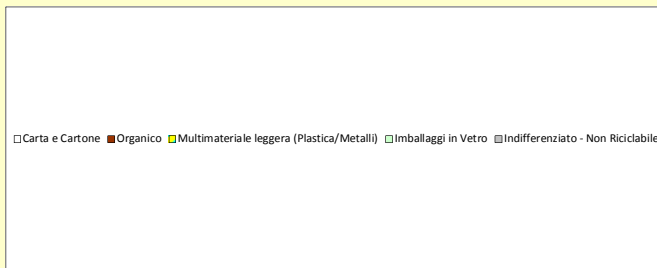 Carta e Cartone Organico Multimateriale leggera (Plastica/Metalli) Imballaggi in Vetro Indifferenziato - Non Riciclabile